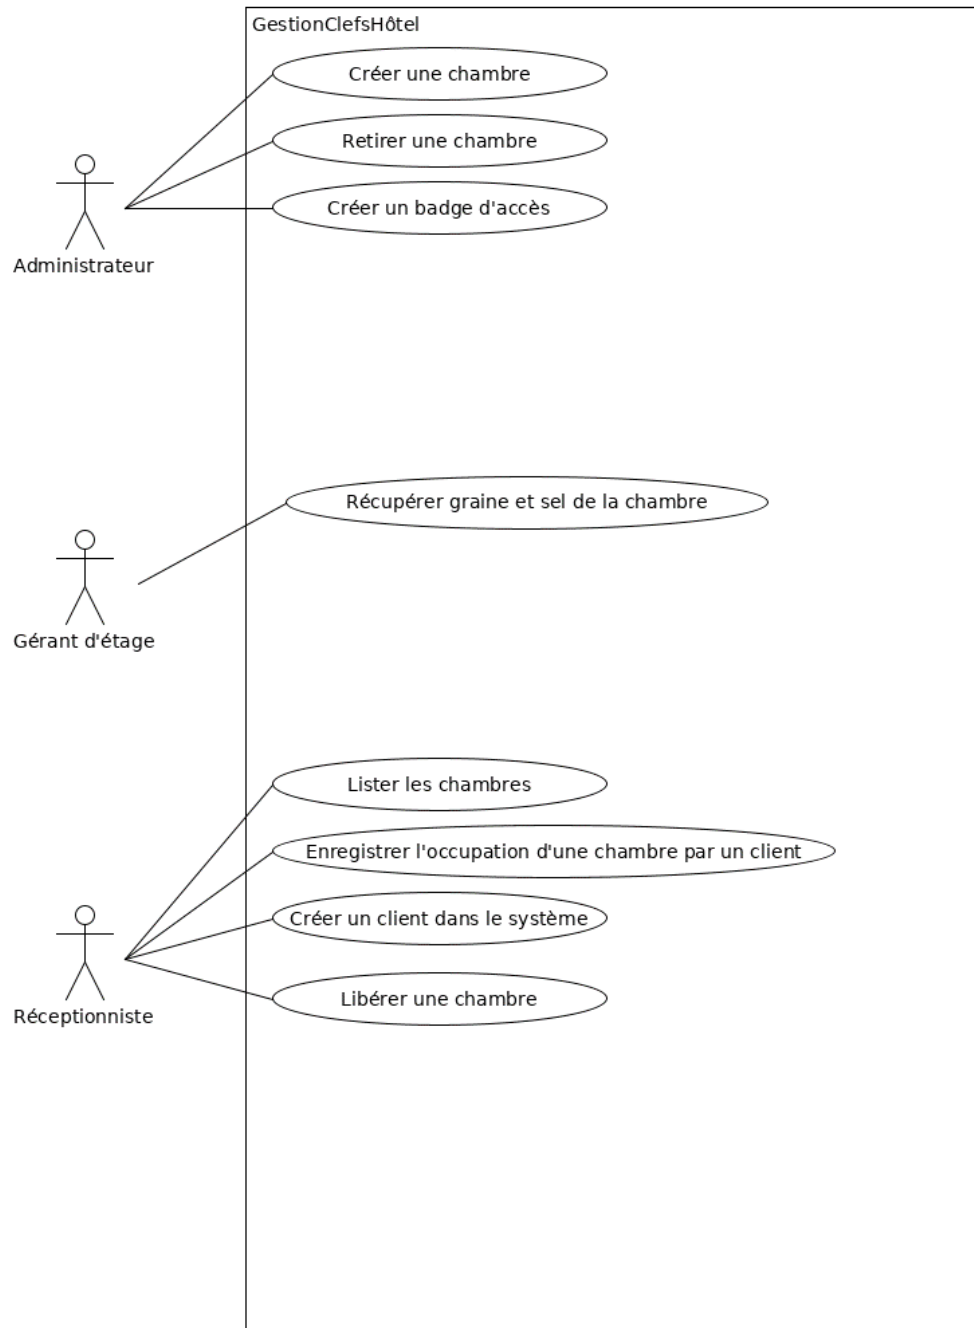 GestionClefsHôtel
Créer une chambre
Retirer une chambre
Créer un badge d'accès
Administrateur
Récupérer graine et sel de la chambre
Gérant d'étage
Lister les chambres
Enregistrer l'occupation d'une chambre par un client
Créer un client dans le système
Libérer une chambre
Réceptionniste